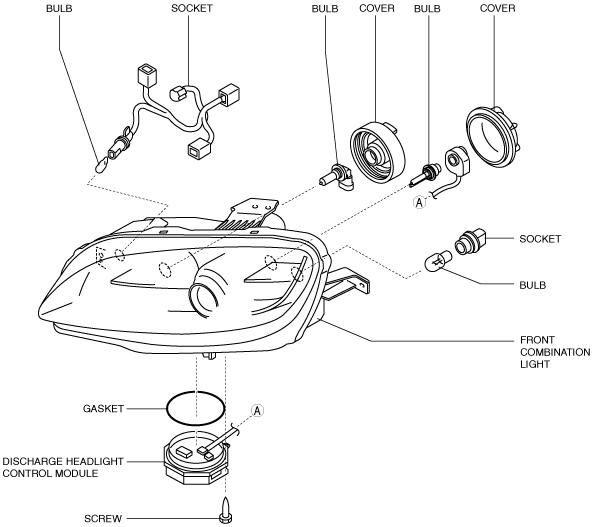 BULB
SOCKET
BULB
COVER
BULB
COVER
A
SOCKET
BULB
FRONT
COMBINATION
LIGHT
GASKET
A
DISCHARGE HEADLIGHT
CONTROL MODULE
SCREW